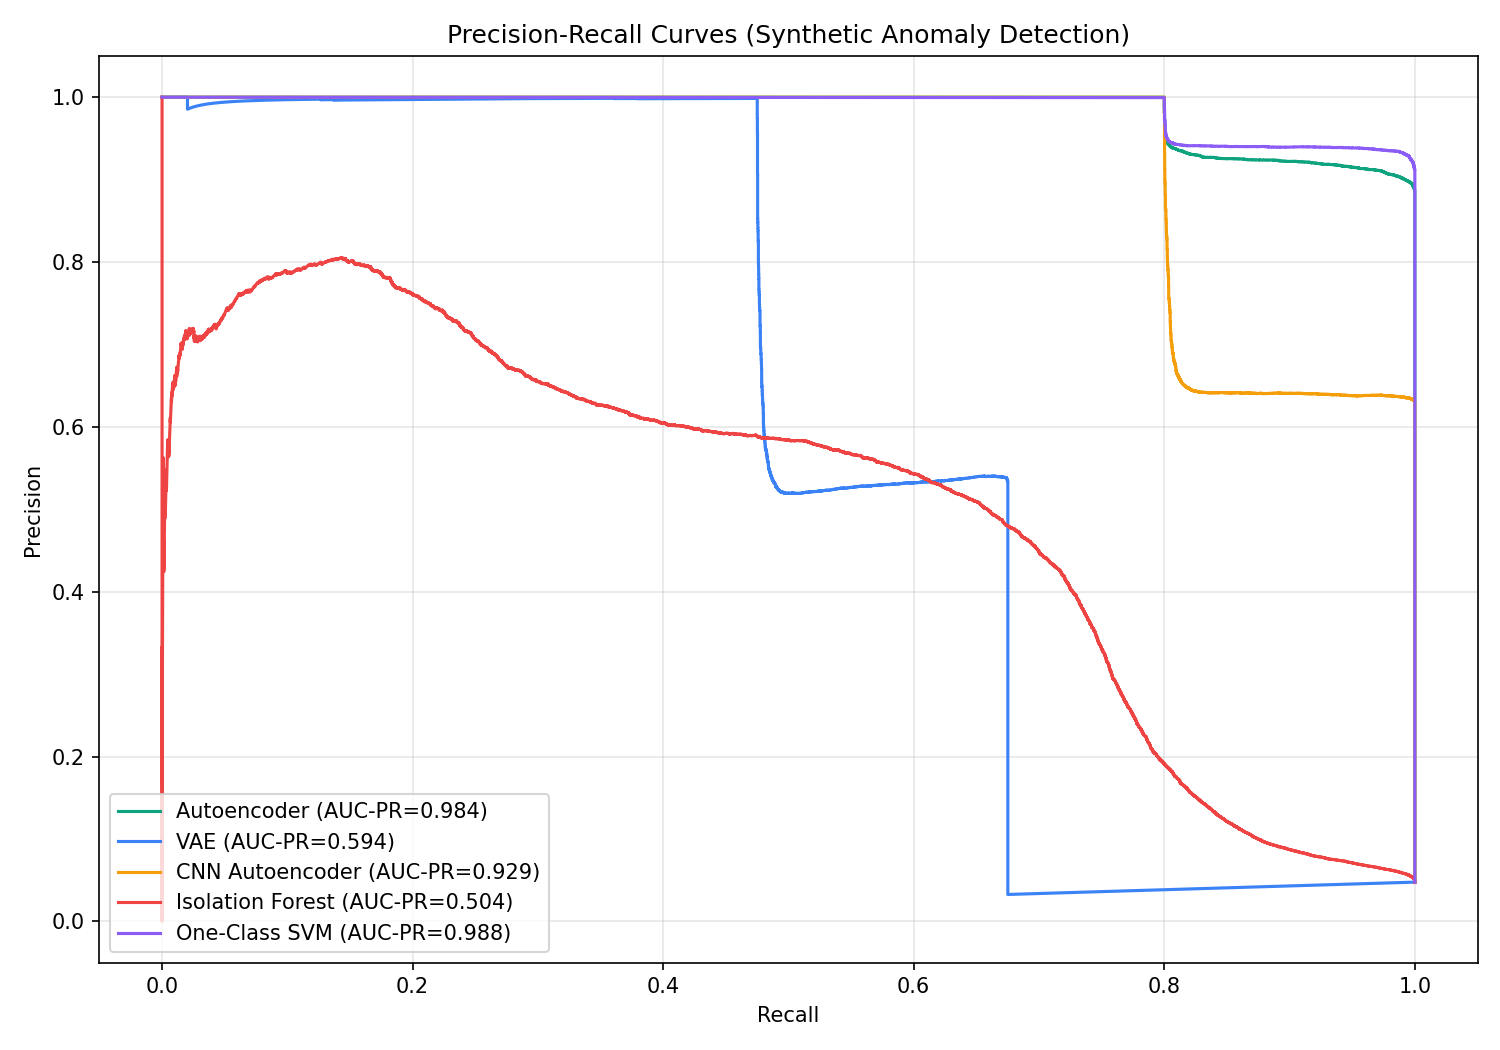 Precision-Recall Curves (Synthetic Anomaly Detection)
1.0
0.8
0.6
0.4
0.2
0.0
Precision
Autoencoder (AUC-PR=0.984)
VAE (AUC-PR=0.594)
CNN Autoencoder (AUC-PR=0.929)
Isolation Forest (AUC-PR=0.504)
One-Class SVM (AUC-PR=0.988)
0.0 0.2 0.4 0.6 0.8 1.0
Recall